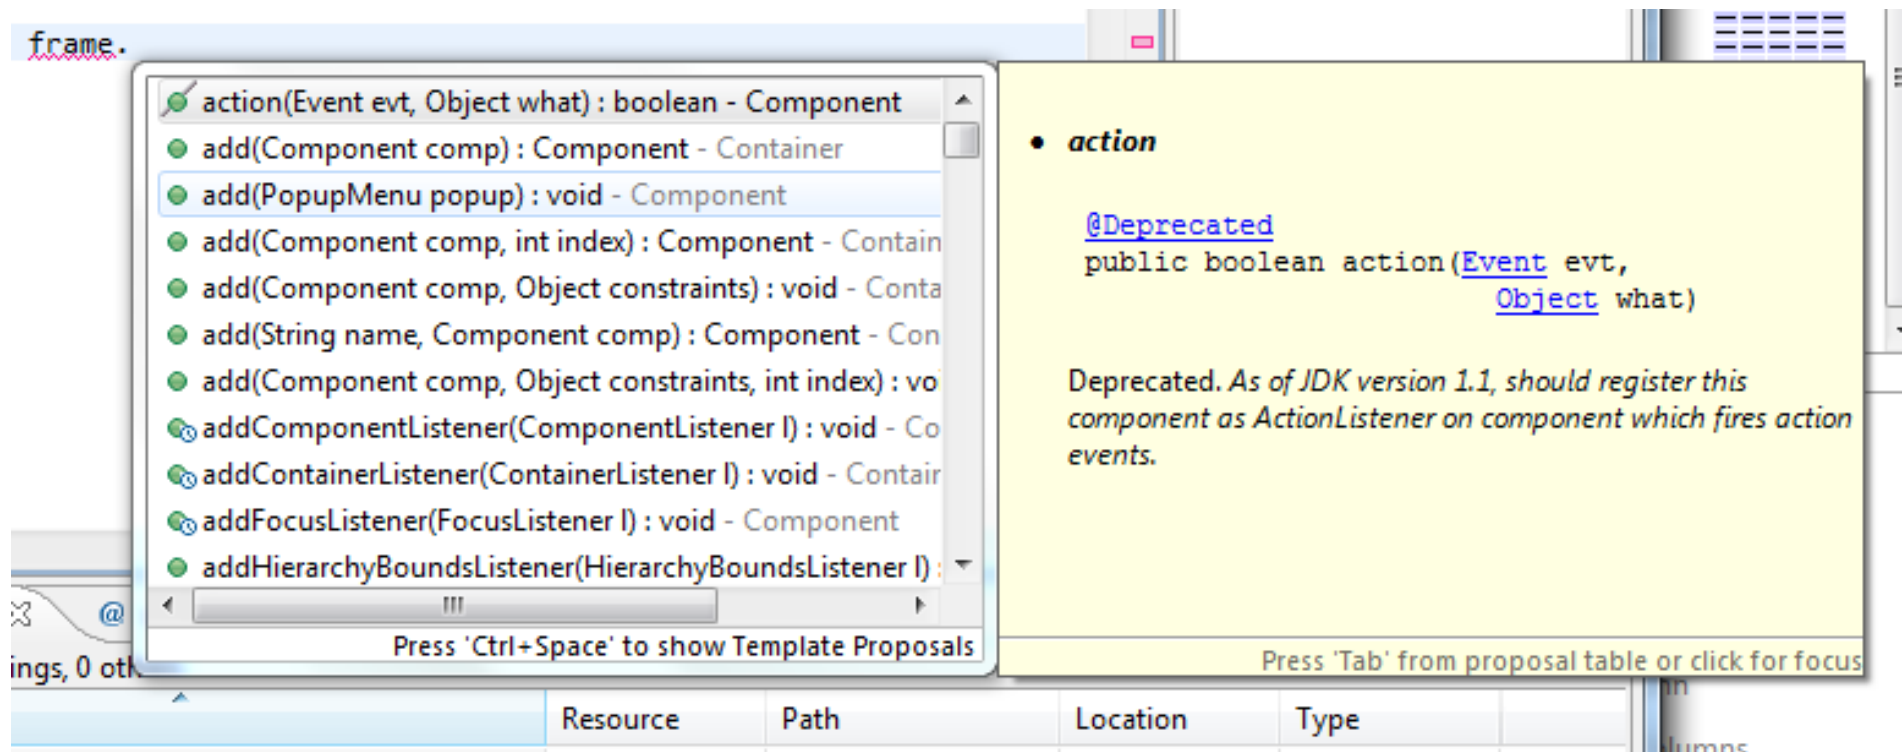 frame.
action(Event evt, Object what) : boolean - Component
add(Component comp) : Component - Container
add(PopupMenu popup) : void - Component
add(Component comp, int index) : Component - Contain
add(Component comp, Object constraints) : void - Conta
add(String name, Component comp) : Component - Con
add(Component comp, Object constraints, int index) : vo
addComponentListener(ComponentListener l) : void - Co
addContainerListener(ContainerListener l) : void - Contair
addFocusListener(FocusListener l) : void - Component
addHierarchyBoundsListener(HierarchyBoundsListener l) :
Press 'Ctrl+Space' to show Template Proposals
• action
@Deprecated
public boolean action(Event evt,
Object what)
Deprecated. As of JDK version 1.1, should register this
component as ActionListener on component which fires action
events.
Press 'Tab' from proposal table or click for focus
@
ings, 0 oth
Resource Path Location Type
lumns